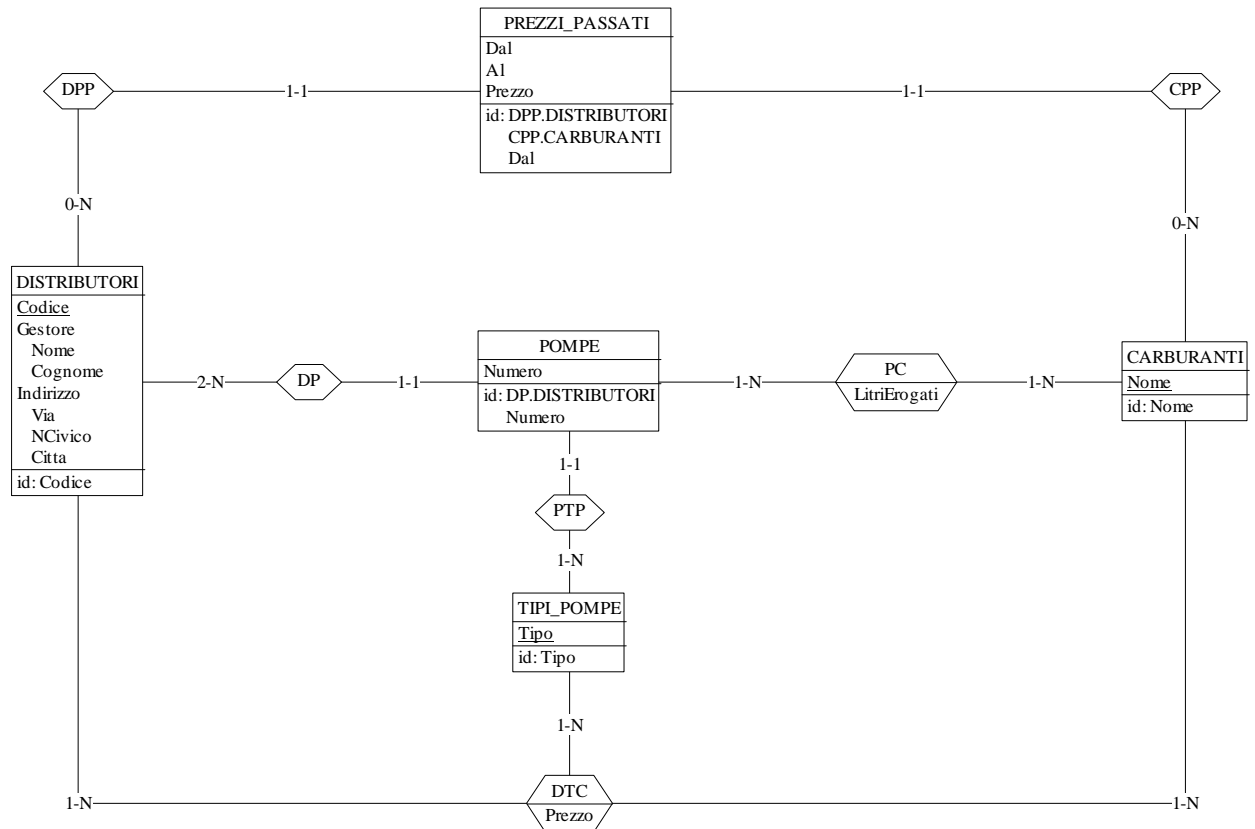 PREZZI_PASSATI
Dal
Al
Prezzo
id: DPP.DISTRIBUTORI
CPP.CARBURANTI
Dal
DPP
1-1
1-1
CPP
0-N
0-N
DISTRIBUTORI
Codice
Gestore
Nome
Cognome
Indirizzo
Via
NCivico
Citta
id: Codice
2-N
DP
1-1
POMPE
Numero
id: DP.DISTRIBUTORI
Numero
1-N
PC
LitriErogati
1-N
CARBURANTI
Nome
id: Nome
1-1
PTP
1-N
TIPI_POMPE
Tipo
id: Tipo
1-N
1-N
DTC
Prezzo
1-N